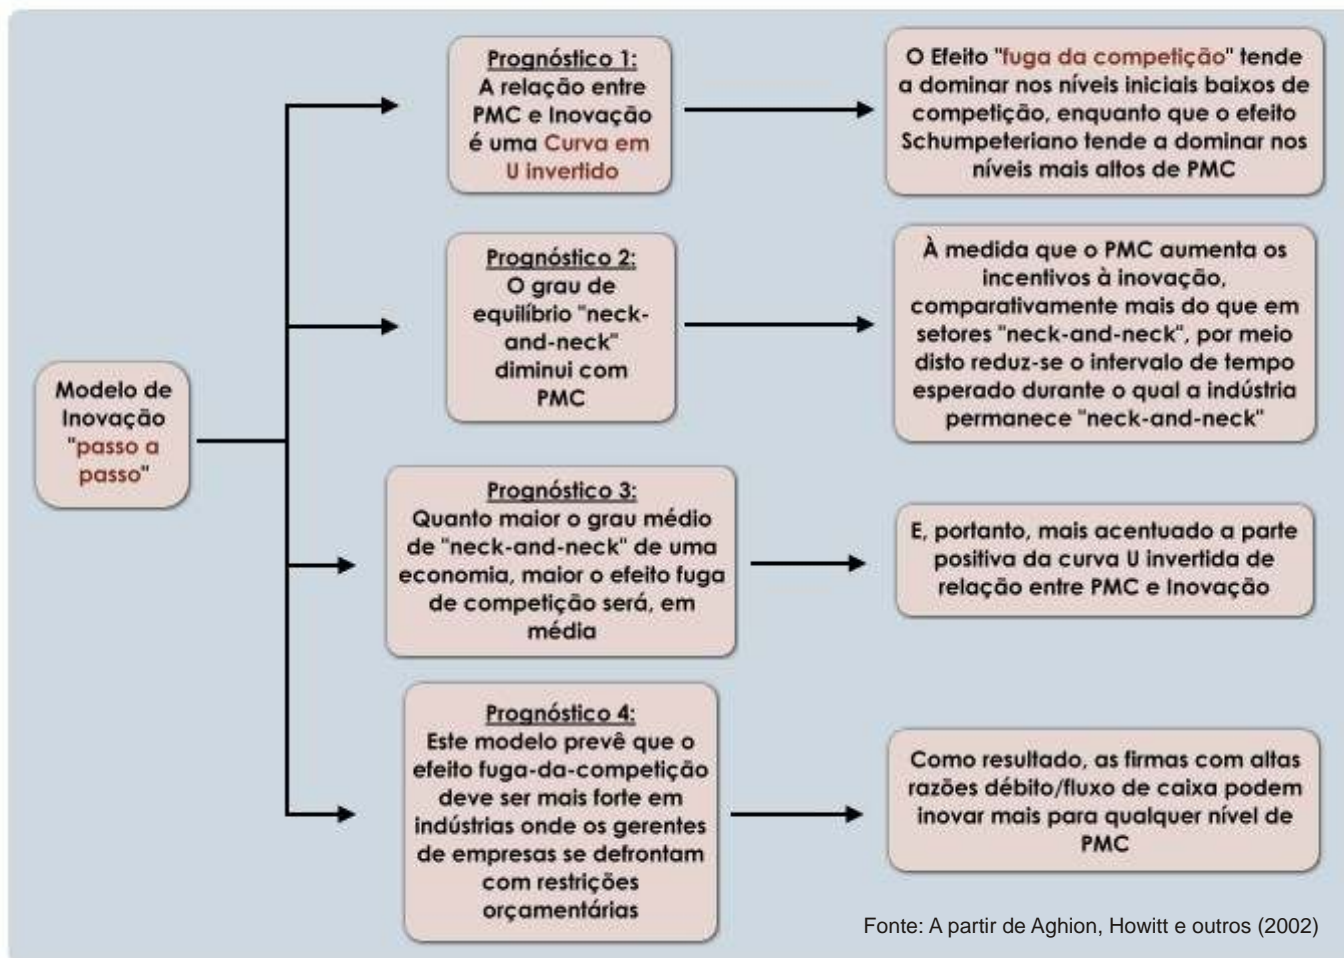 Modelo de
Inovação
"passo a
passo"
Prognóstico 1:
A relação entre
PMC e Inovação
é uma Curva em
U invertido
O Efeito "fuga da competição" tende
a dominar nos níveis iniciais baixos de
competição, enquanto que o efeito
Schumpeteriano tende a dominar nos
níveis mais altos de PMC
Prognóstico 2:
O grau de
equilíbrio "neck-
and-neck"
diminui com
PMC
À medida que o PMC aumenta os
incentivos à inovação,
comparativamente mais do que em
setores "neck-and-neck", por meio
disto reduz-se o intervalo de tempo
esperado durante o qual a indústria
permanece "neck-and-neck"
Prognóstico 3:
Quanto maior o grau médio
de "neck-and-neck" de uma
economia, maior o efeito fuga
de competição será, em
média
E, portanto, mais acentuado a parte
positiva da curva U invertida de
relação entre PMC e Inovação
Prognóstico 4:
Este modelo prevê que o
efeito fuga-da-competição
deve ser mais forte em
indústrias onde os gerentes
de empresas se defrontam
com restrições
orçamentárias
Como resultado, as firmas com altas
razões débito/fluxo de caixa podem
inovar mais para qualquer nível de
PMC
Fonte: A partir de Aghion, Howitt e outros (2002)